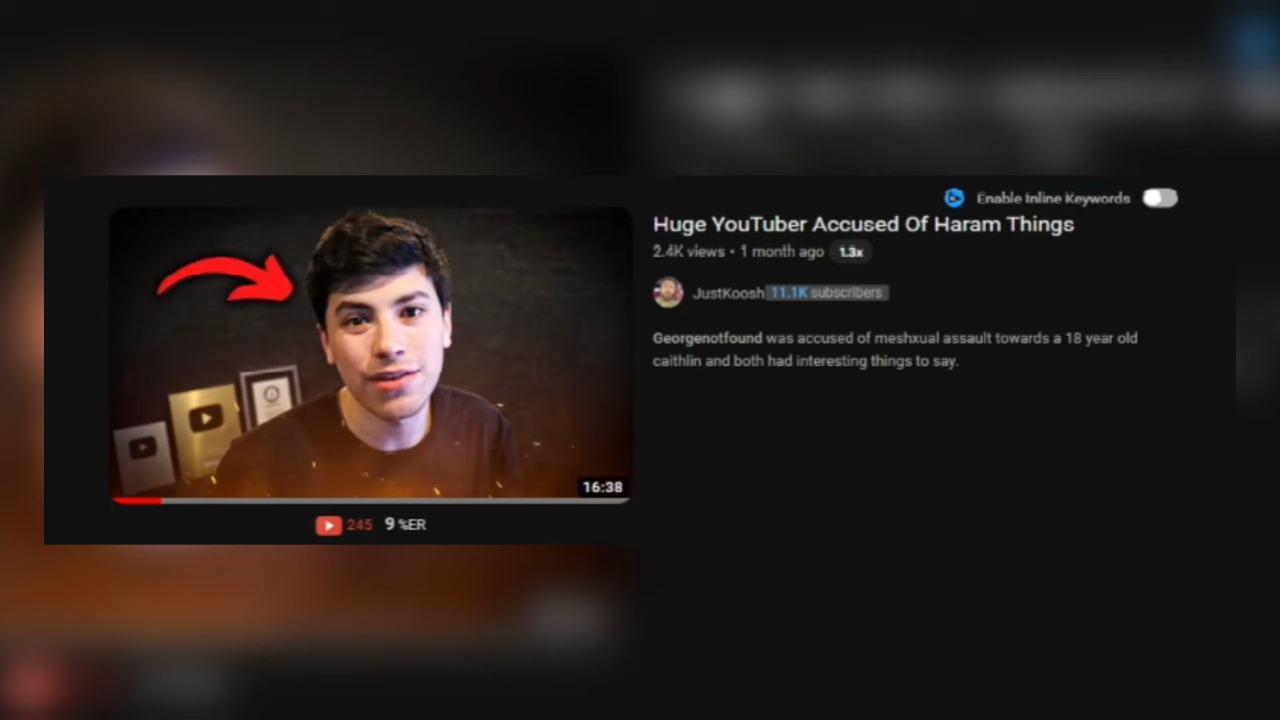 Enable Inline Keywords
Huge YouTuber Accused Of Haram Things
2.4K views • 1 month ago 1.3x
JustKoosh 11.1K subscribers
Georgenotfound was accused of meshxual assault towards a 18 year old
caithlin and both had interesting things to say.
16:38
245 9 %ER